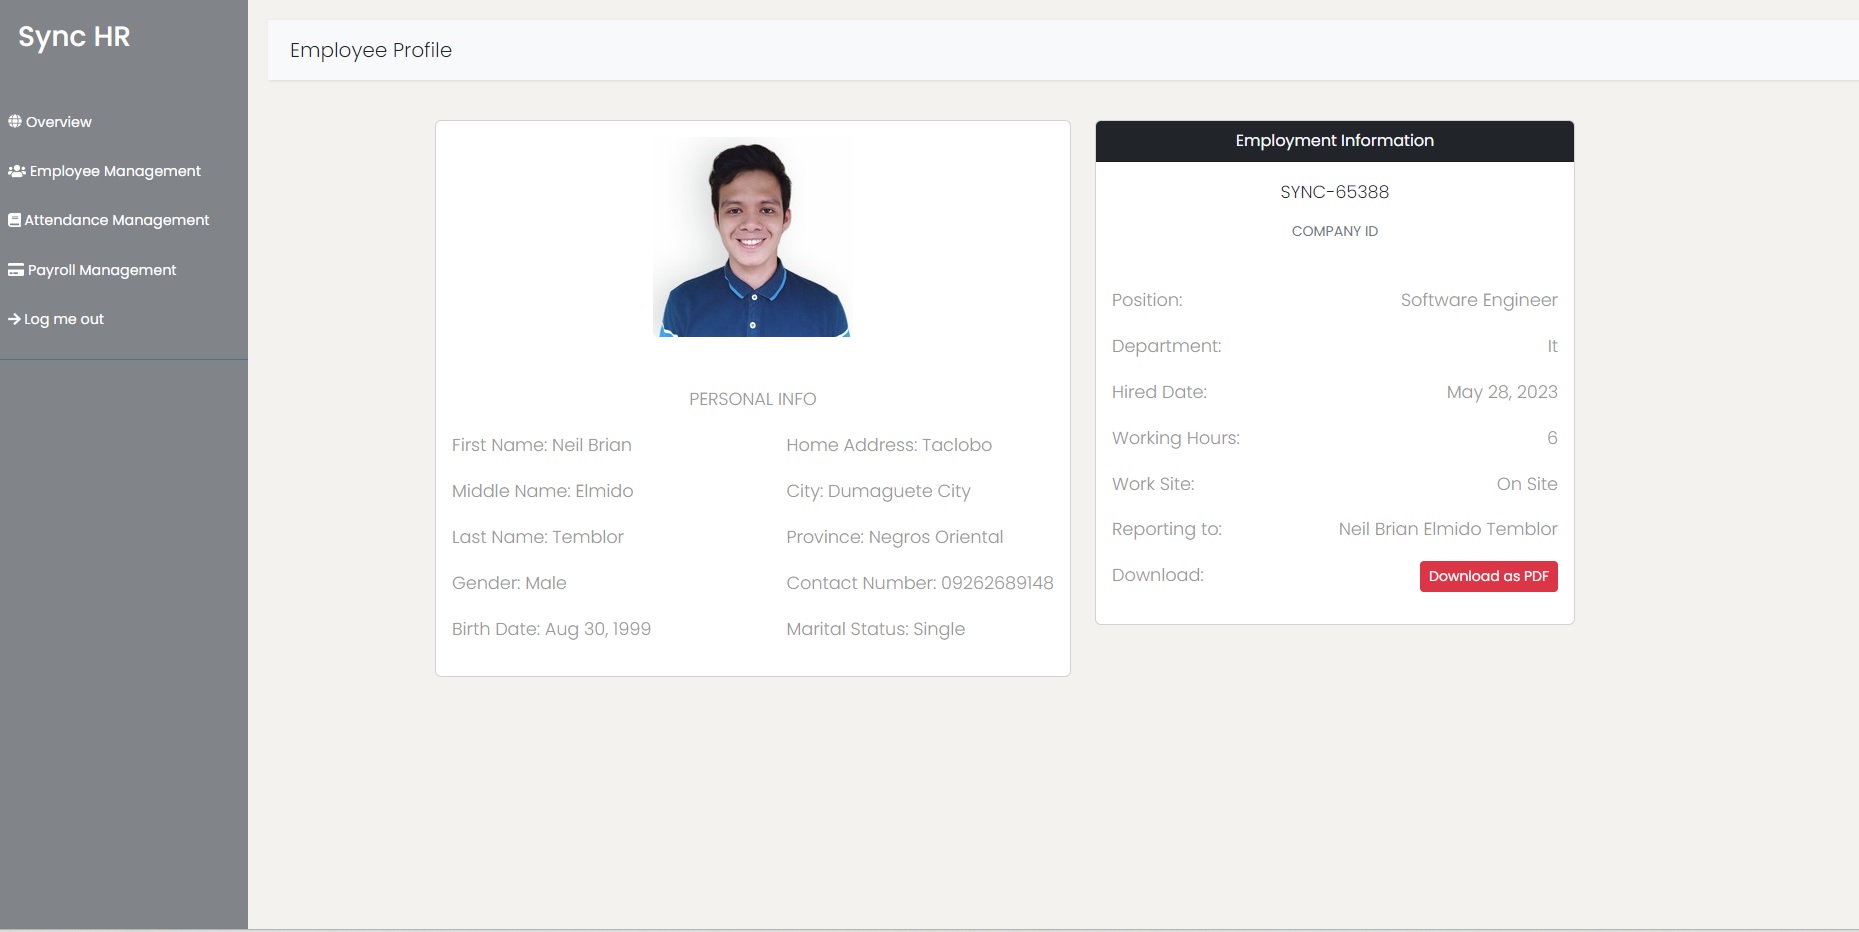 Sync HR
Overview
Employee Management
Attendance Management
Payroll Management
Log me out
Employee Profile
PERSONAL INFO
First Name: Neil Brian
Home Address: Taclobo
Middle Name: Elmido
City: Dumaguete City
Last Name: Temblor
Province: Negros Oriental
Gender: Male
Contact Number: 09262689148
Birth Date: Aug 30, 1999
Marital Status: Single
Employment Information
SYNC-65388
COMPANY ID
Position: Software Engineer
Department: It
Hired Date: May 28, 2023
Working Hours: 6
Work Site: On Site
Reporting to: Neil Brian Elmido Temblor
Download: Download as PDF